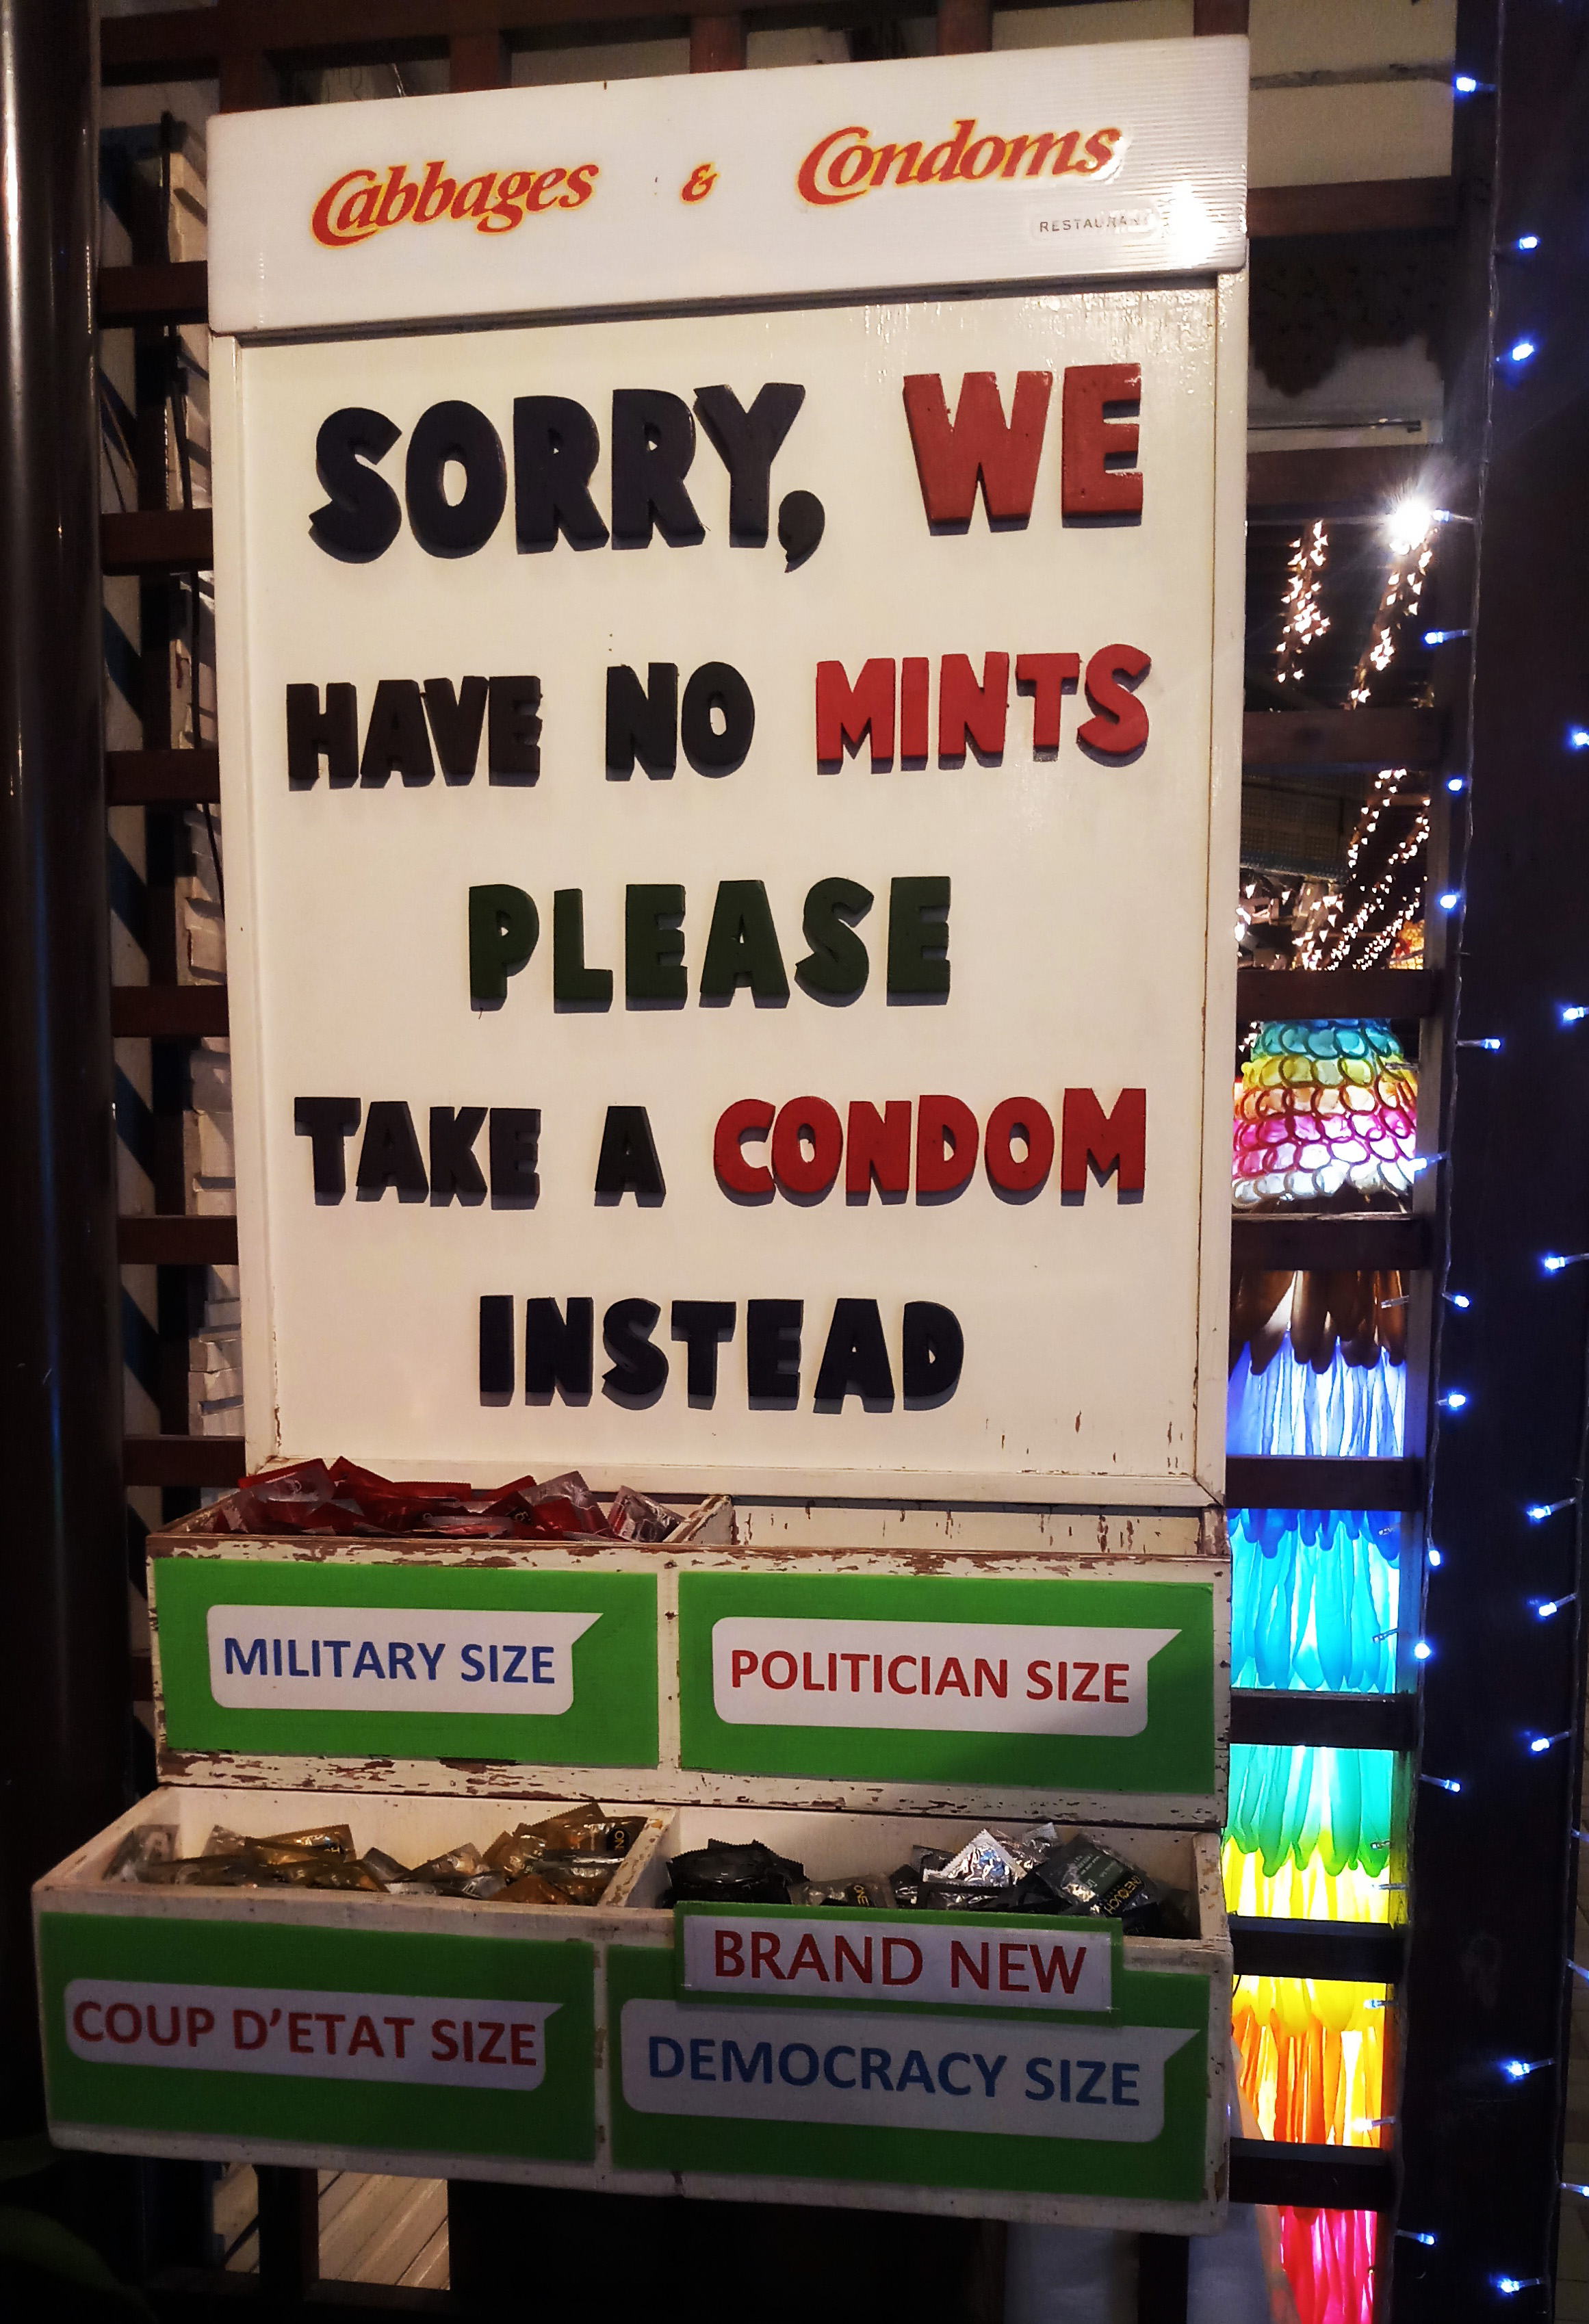 Cabbages & Condoms
RESTAURANT
SORRY, WE
HAVE NO MINTS
PLEASE
TAKE A CONDOM
INSTEAD
MILITARY SIZE
POLITICIAN SIZE
COUP D'ETAT SIZE
BRAND NEW
DEMOCRACY SIZE